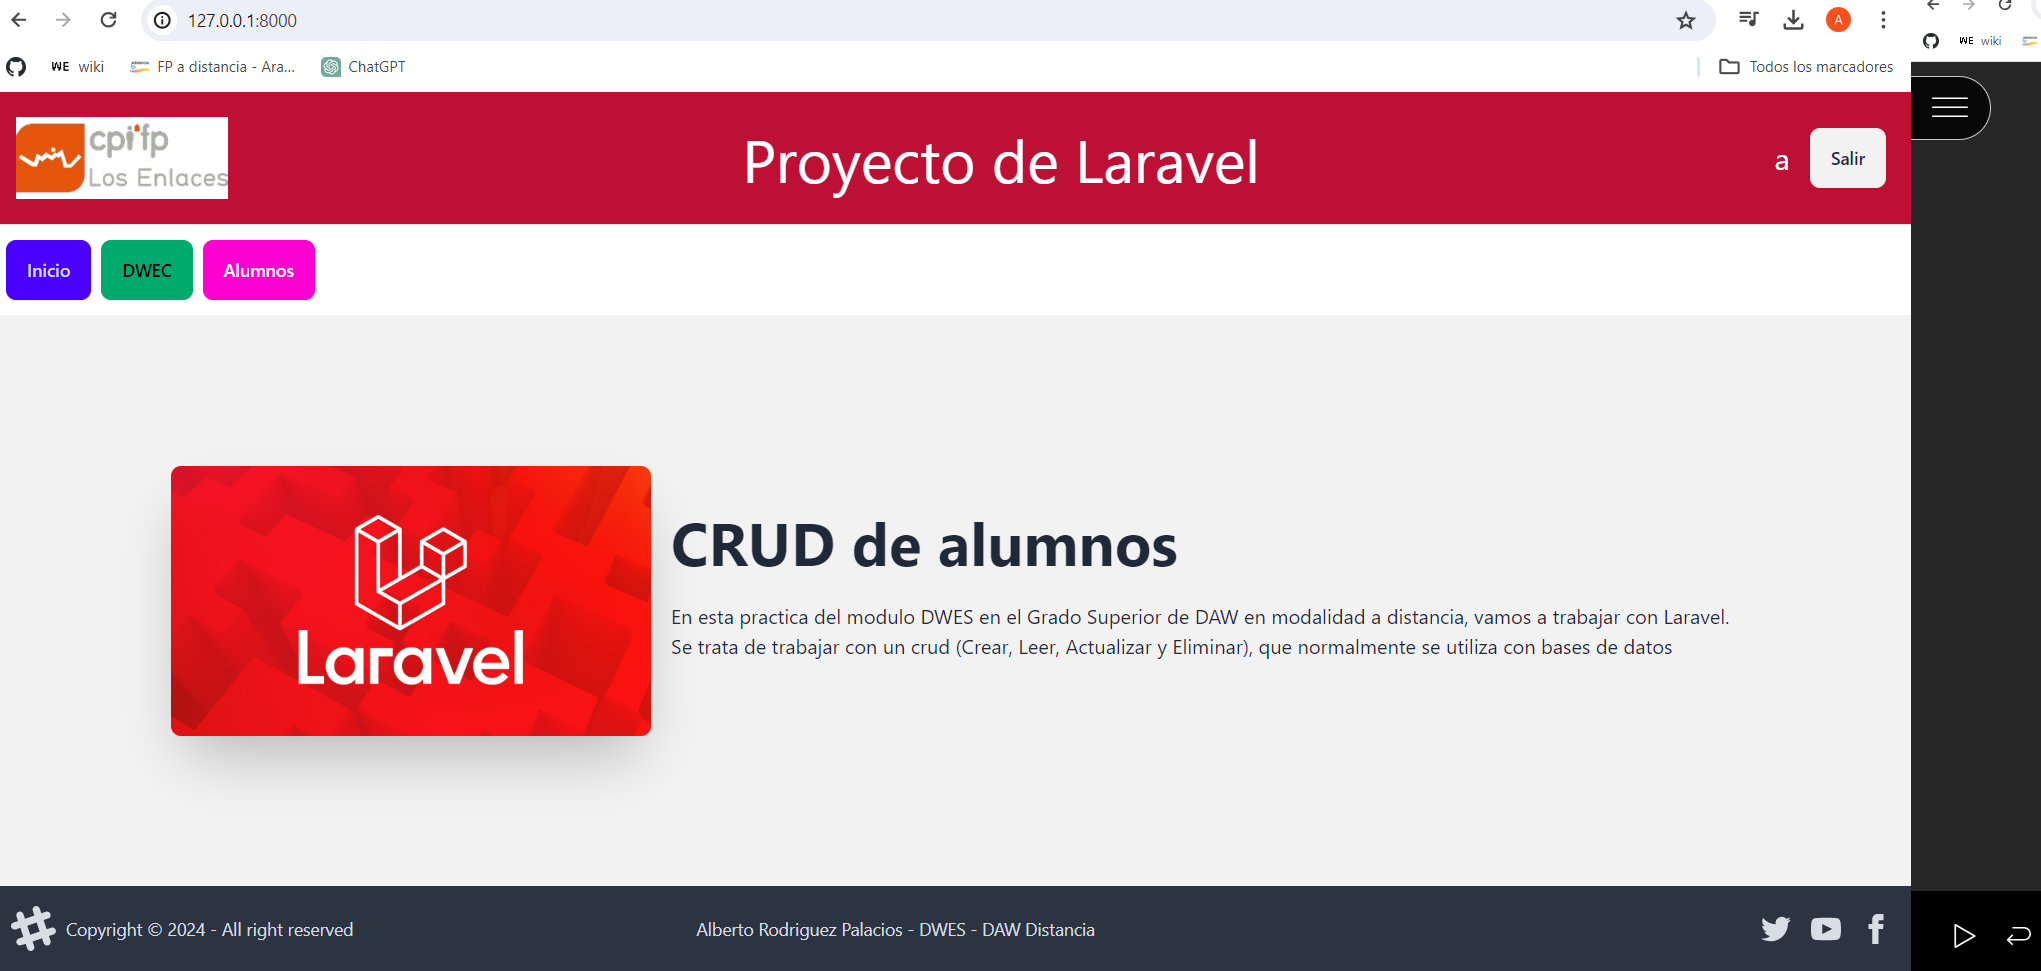 127.0.0.1:8000
A
WE wiki
FP a distancia - Ara...
ChatGPT
Todos los marcadores
WE wiki
cpifp
Los Enlaces
Proyecto de Laravel
a
Salir
Inicio
DWEC
Alumnos
Laravel
CRUD de alumnos
En esta practica del modulo DWES en el Grado Superior de DAW en modalidad a distancia, vamos a trabajar con Laravel.
Se trata de trabajar con un crud (Crear, Leer, Actualizar y Eliminar), que normalmente se utiliza con bases de datos
Copyright © 2024 - All right reserved
Alberto Rodriguez Palacios - DWES - DAW Distancia